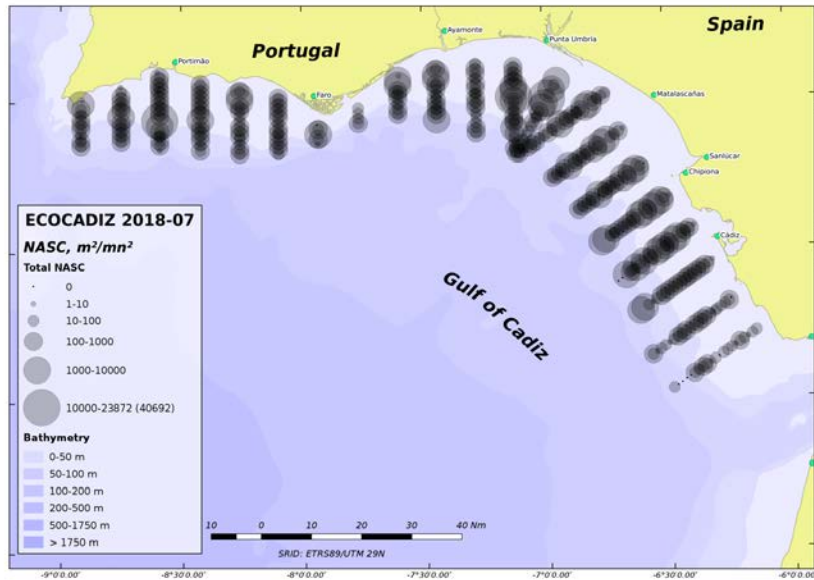 Portugal
Spain
Ayamonte
Punta Umbría
Portimão
Faro
Matalascañas
Sanlúcar
Chipiona
Cádiz
Gulf of Cadiz
ECOCADIZ 2018-07
NASC, m²/mn²
Total NASC
0
1-10
10-100
100-1000
1000-10000
10000-23872 (40692)
Bathymetry
0-50 m
50-100 m
100-200 m
200-500 m
500-1750 m
> 1750 m
10 0 10 20 30 40 Nm
SRID: ETRS89/UTM 29N
-9°0'0.00" -8°30'0.00" -8°0'0.00" -7°30'0.00" -7°0'0.00" -6°30'0.00" -6°0'0.00"